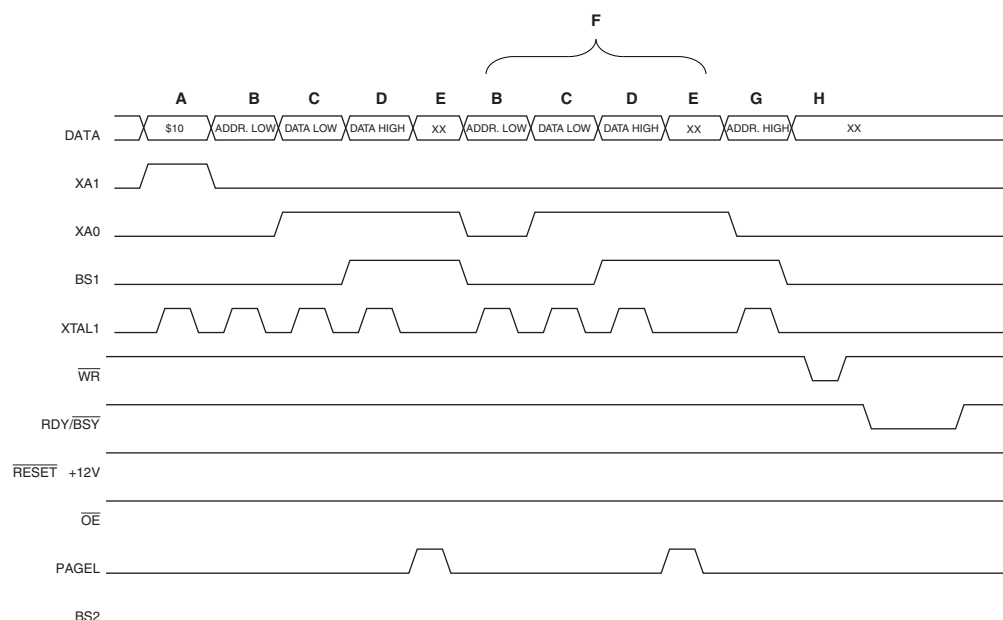 F
A B C D E B C D E G H
DATA $10 ADDR. LOW DATA LOW DATA HIGH XX ADDR. LOW DATA LOW DATA HIGH XX ADDR. HIGH XX
XA1
XA0
BS1
XTAL1
WR
RDY/BSY
RESET +12V
OE
PAGEL
BS2